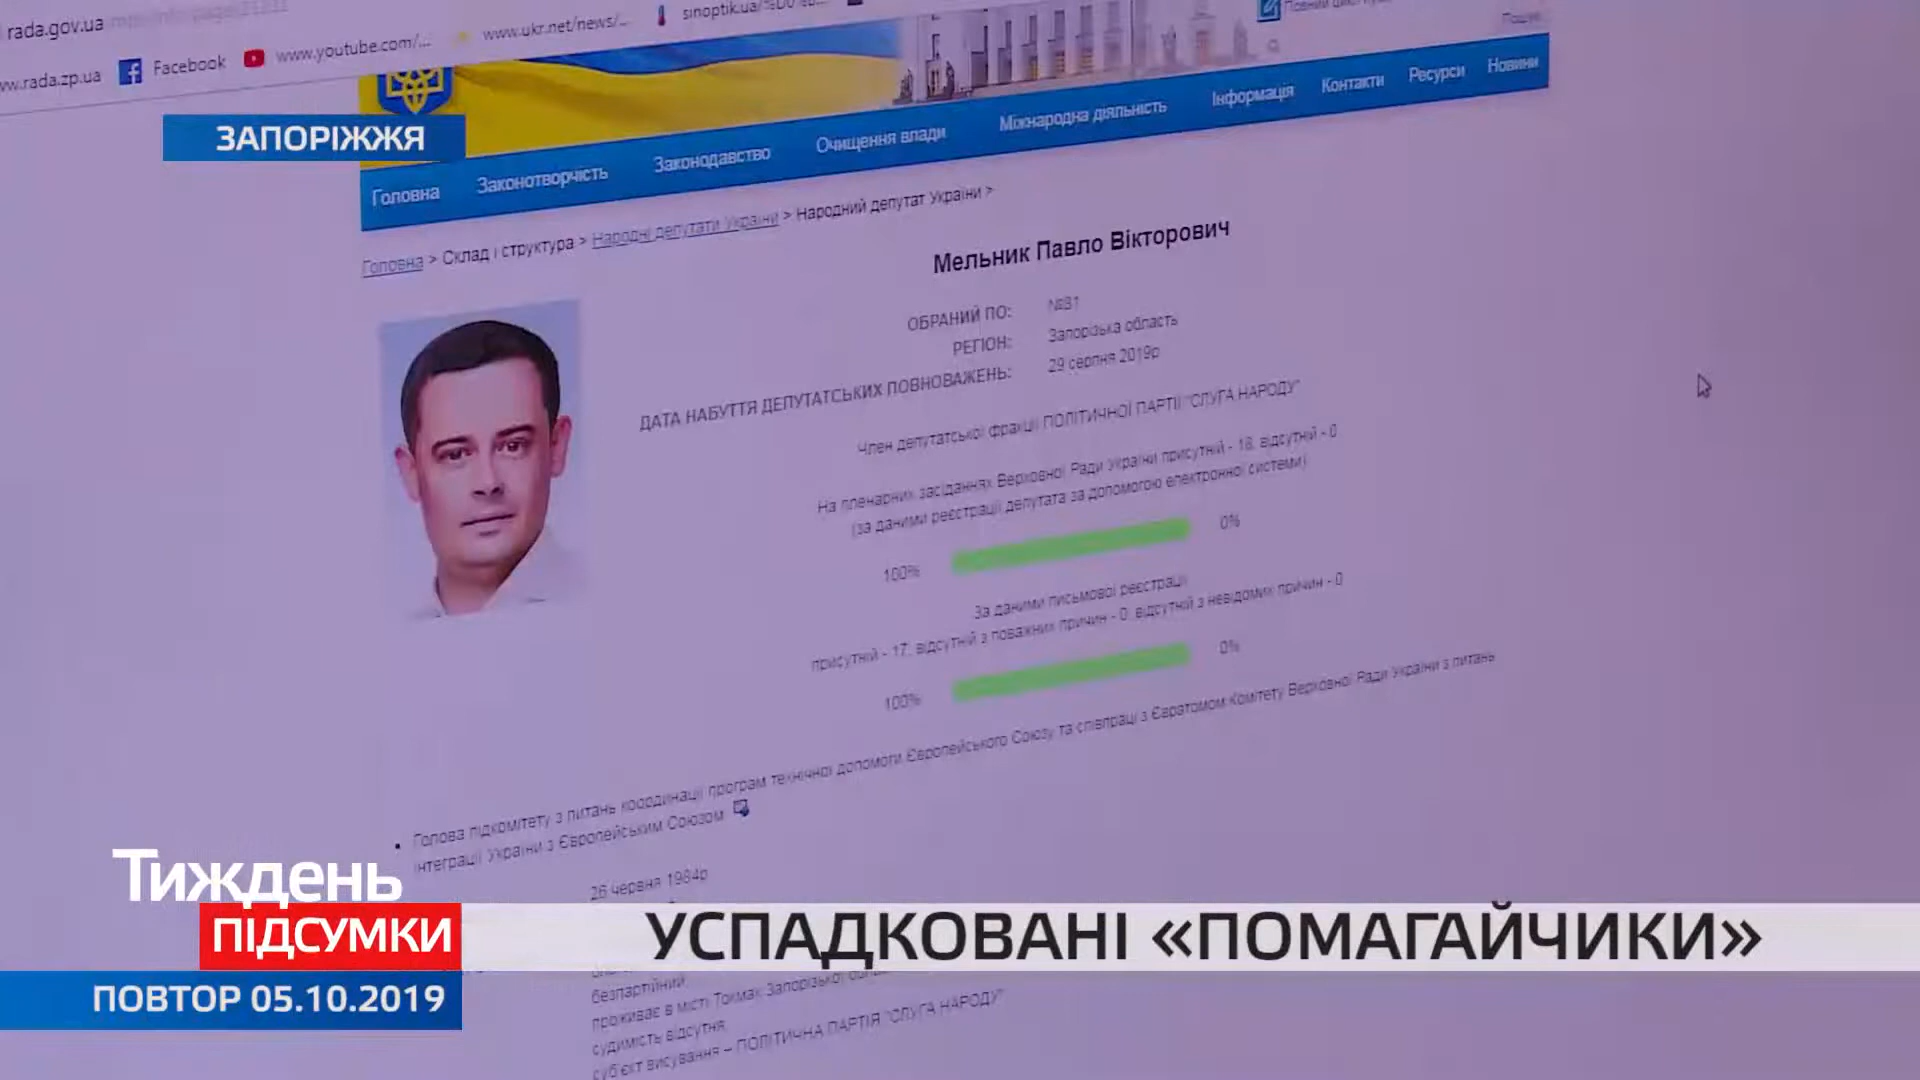 rada.gov.ua
sinoptik.ua/
www.ukr.net/news/...
www.youtube.com/...
Facebook
ww.rada.zp.ua
Пошук
ЗАПОРІЖЖЯ
Головна Законотворчість Законодавство Очищення влади Міжнародна діяльність Інформація Контакти Ресурси Новини
Головна > Склад і структура > Народні депутати України > Народний депутат України >
Мельник Павло Вікторович
ОБРАНИЙ ПО: №81
РЕГІОН: Запорізька область
ДАТА НАБУТТЯ ДЕПУТАТСЬКИХ ПОВНОВАЖЕНЬ: 29 серпня 2019р
Член депутатської фракції ПОЛІТИЧНОЇ ПАРТІЇ "СЛУГА НАРОДУ"
На пленарних засіданнях Верховної Ради України присутній - 18, відсутній - 0
(за даними реєстрації депутата за допомогою електронної системи)
100% 0%
За даними письмової реєстрації
присутній - 17, відсутній з поважних причин - 0, відсутній з невідомих причин - 0
100% 0%
Голова підкомітету з питань координації програм технічної допомоги Європейського Союзу та співпраці з Євратомом Комітету Верховної Ради України з питань
інтеграції України з Європейським Союзом
26 червня 1984р
Тиждень
ПІДСУМКИ
УСПАДКОВАНІ «ПОМАГАЙЧИКИ»
ПОВТОР 05.10.2019
безпартійний
проживає в місті Токмак Запорізької
судимість відсутня
суб'єкт висування – ПОЛІТИЧНА ПАРТІЯ "СЛУГА НАРОДУ"